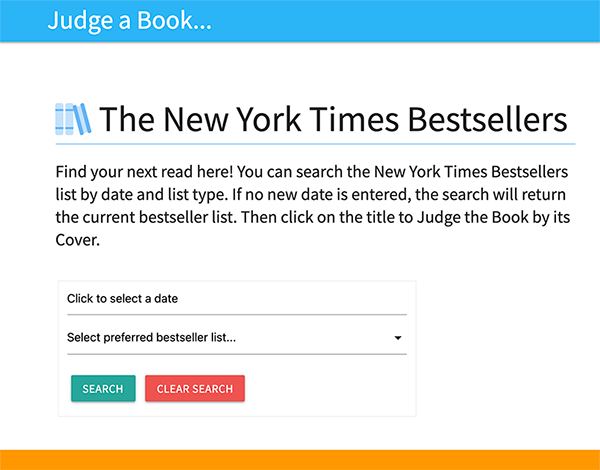 Judge a Book...
The New York Times Bestsellers
Find your next read here! You can search the New York Times Bestsellers
list by date and list type. If no new date is entered, the search will return
the current bestseller list. Then click on the title to Judge the Book by its
Cover.
Click to select a date
Select preferred bestseller list...
SEARCH CLEAR SEARCH